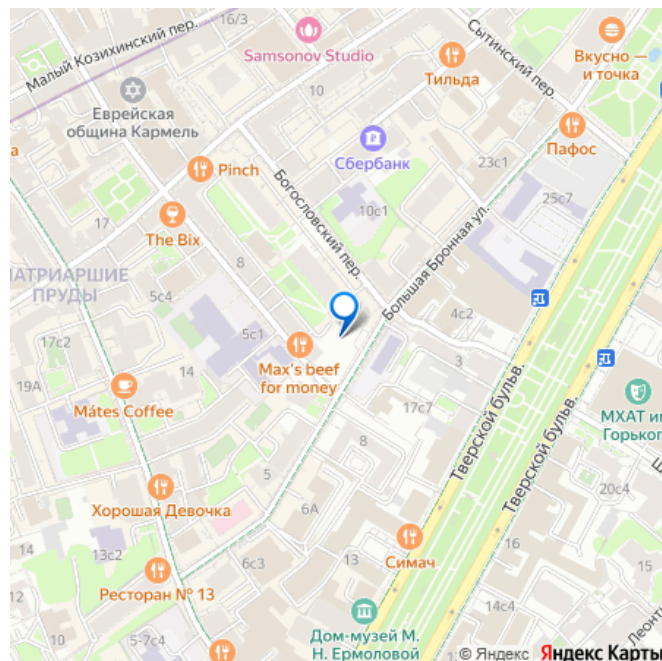 Малый Козихинский пер.
16/3
Samsonov Studio
Сытинский пер.
Вкусно —
и точка
Тильда
10
Еврейская
община Кармель
Сбербанк
Пафос
23с1
Pinch
Богословский пер.
10с1
25с7
17
The Bix
8
Большая Бронная ул.
АТРИАРШИЕ
ПРУДЫ
5с4
4с2
17с2
5с1
Max's beef
for money
3
19А
14
Mátes Coffee
Тверской бульв.
МХАТ им
Горького
17с7
Тверской бульв.
8
5
Хорошая Девочка
20с4
6А
14
13с2
Симач
16
15
6с3
Ресторан № 13
14с4
5-7с4
Дом-музей М.
Н. Ермоловой
Леонть
© Яндекс Яндекс Карты